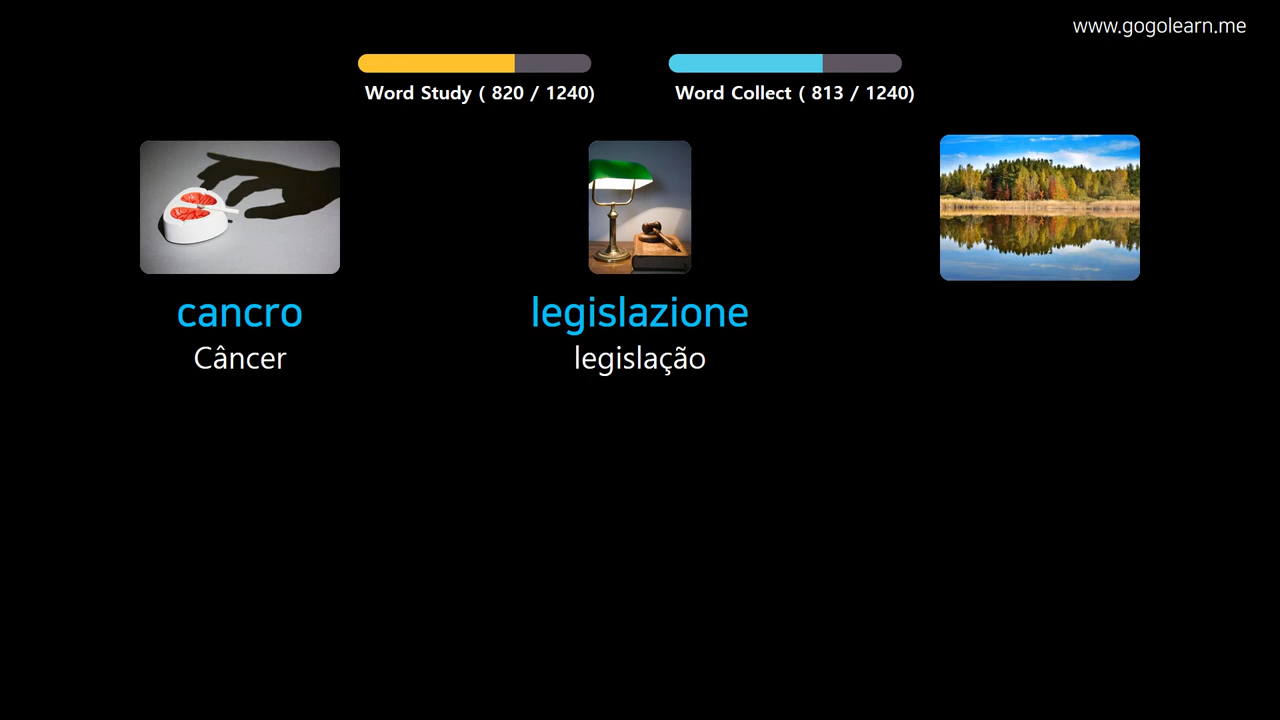 www.gogolearn.me
Word Study ( 820 / 1240)
Word Collect ( 813 / 1240)
cancro
Câncer
legislazione
legislação